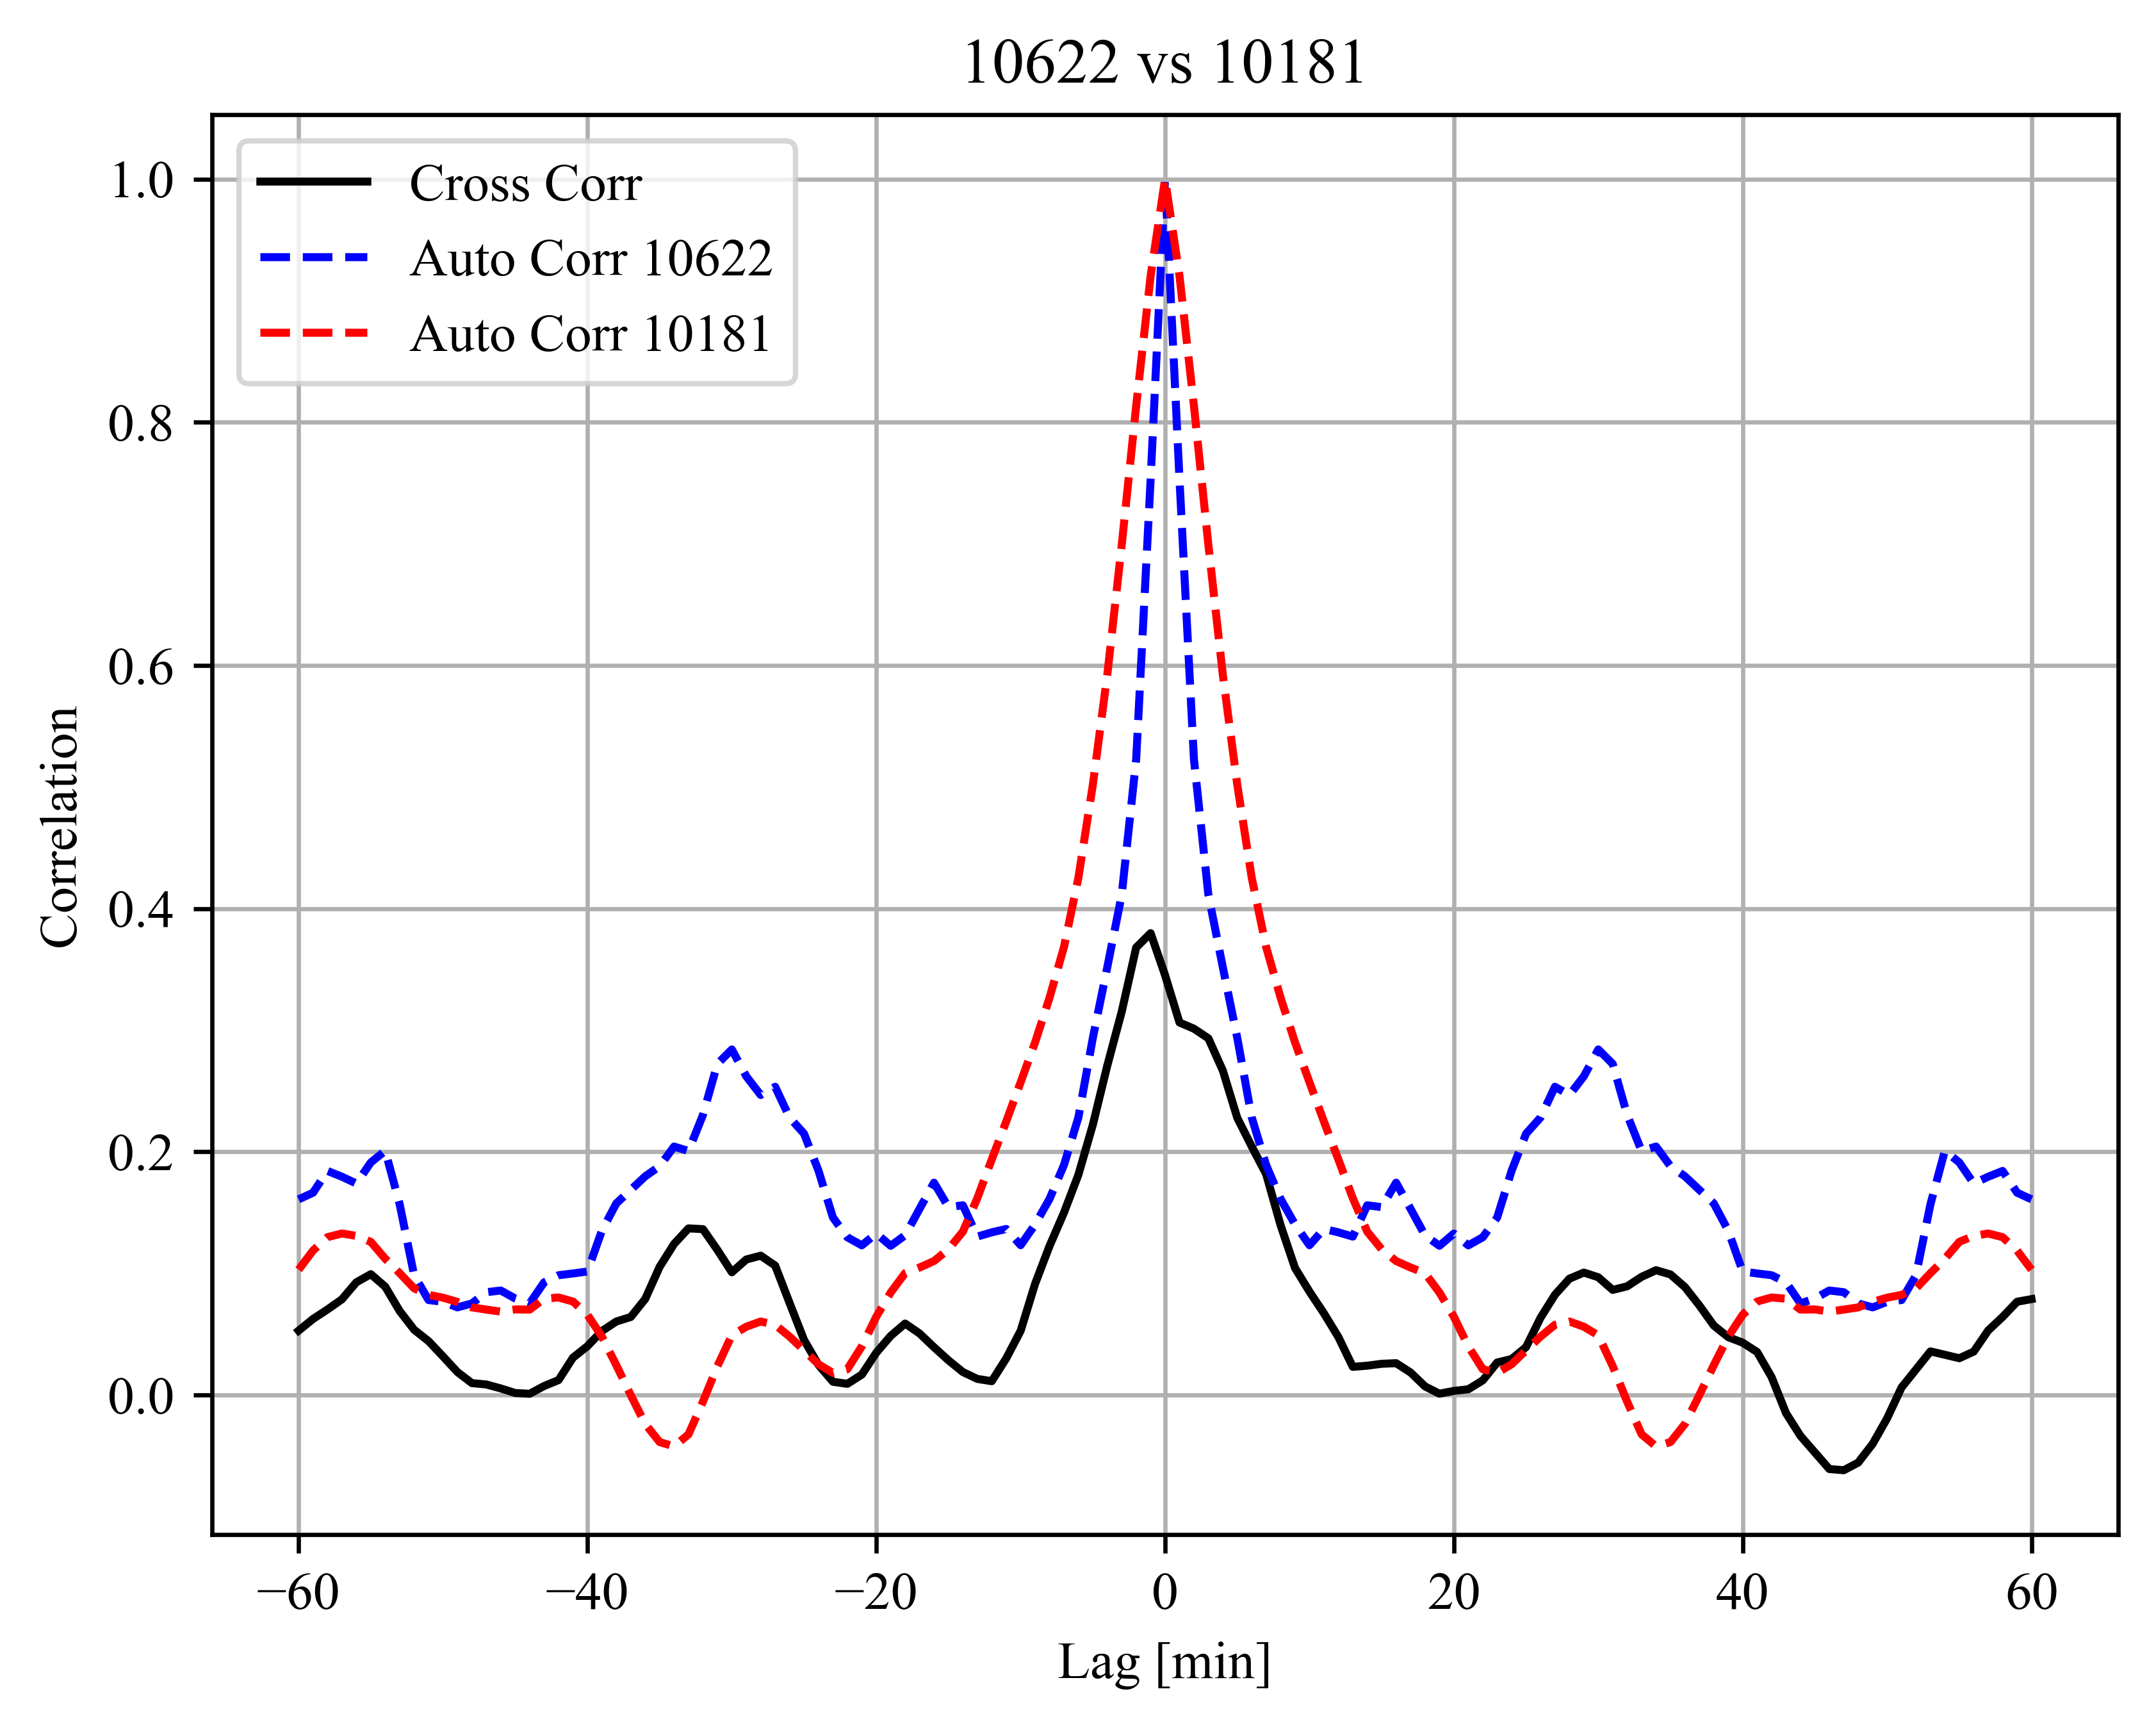 10622 vs 10181
Cross Corr
Auto Corr 10622
Auto Corr 10181
1.0
0.8
0.6
0.4
0.2
0.0
Correlation
−60 −40 −20 0 20 40 60
Lag [min]